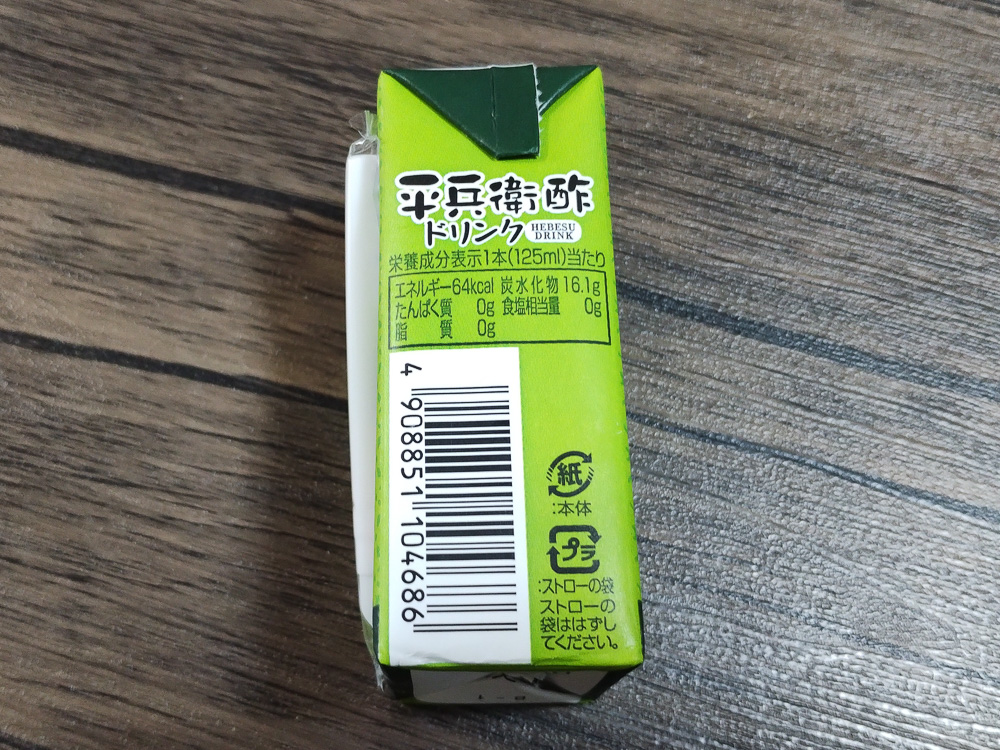 平兵衛酢
ドリンク HEBESU DRINK
栄養成分表示1本(125ml)当たり
エネルギー64kcal 炭水化物 16.1g
たんぱく質 0g 食塩相当量 0g
脂質 0g
4 908851 104686
紙
:本体
プラ
:ストローの袋
ストローの
袋ははずし
てください。